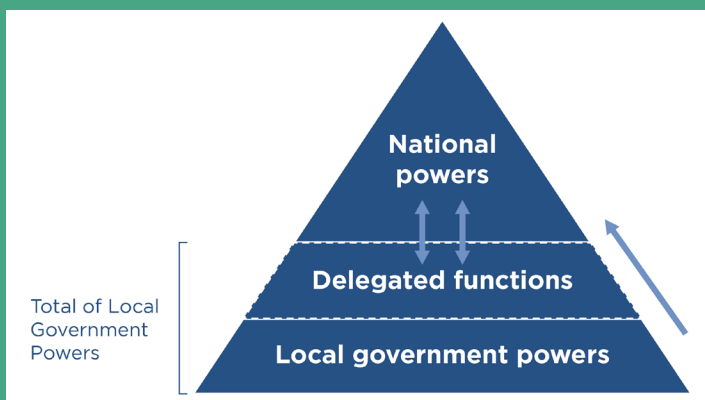 National
powers
Delegated functions
Total of Local
Government
Powers
Local government powers